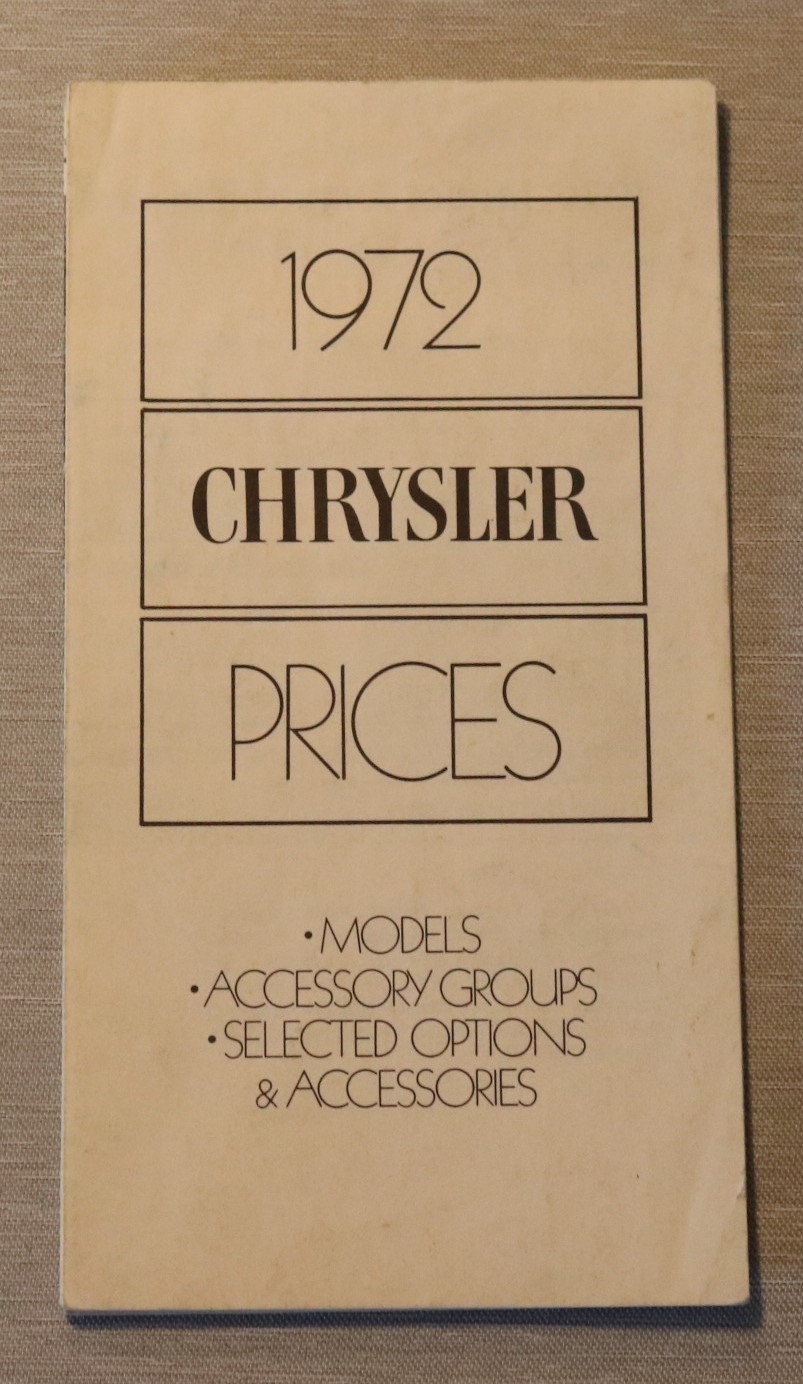 1972
CHRYSLER
PRICES
•MODELS
•ACCESSORY GROUPS
•SELECTED OPTIONS
& ACCESSORIES